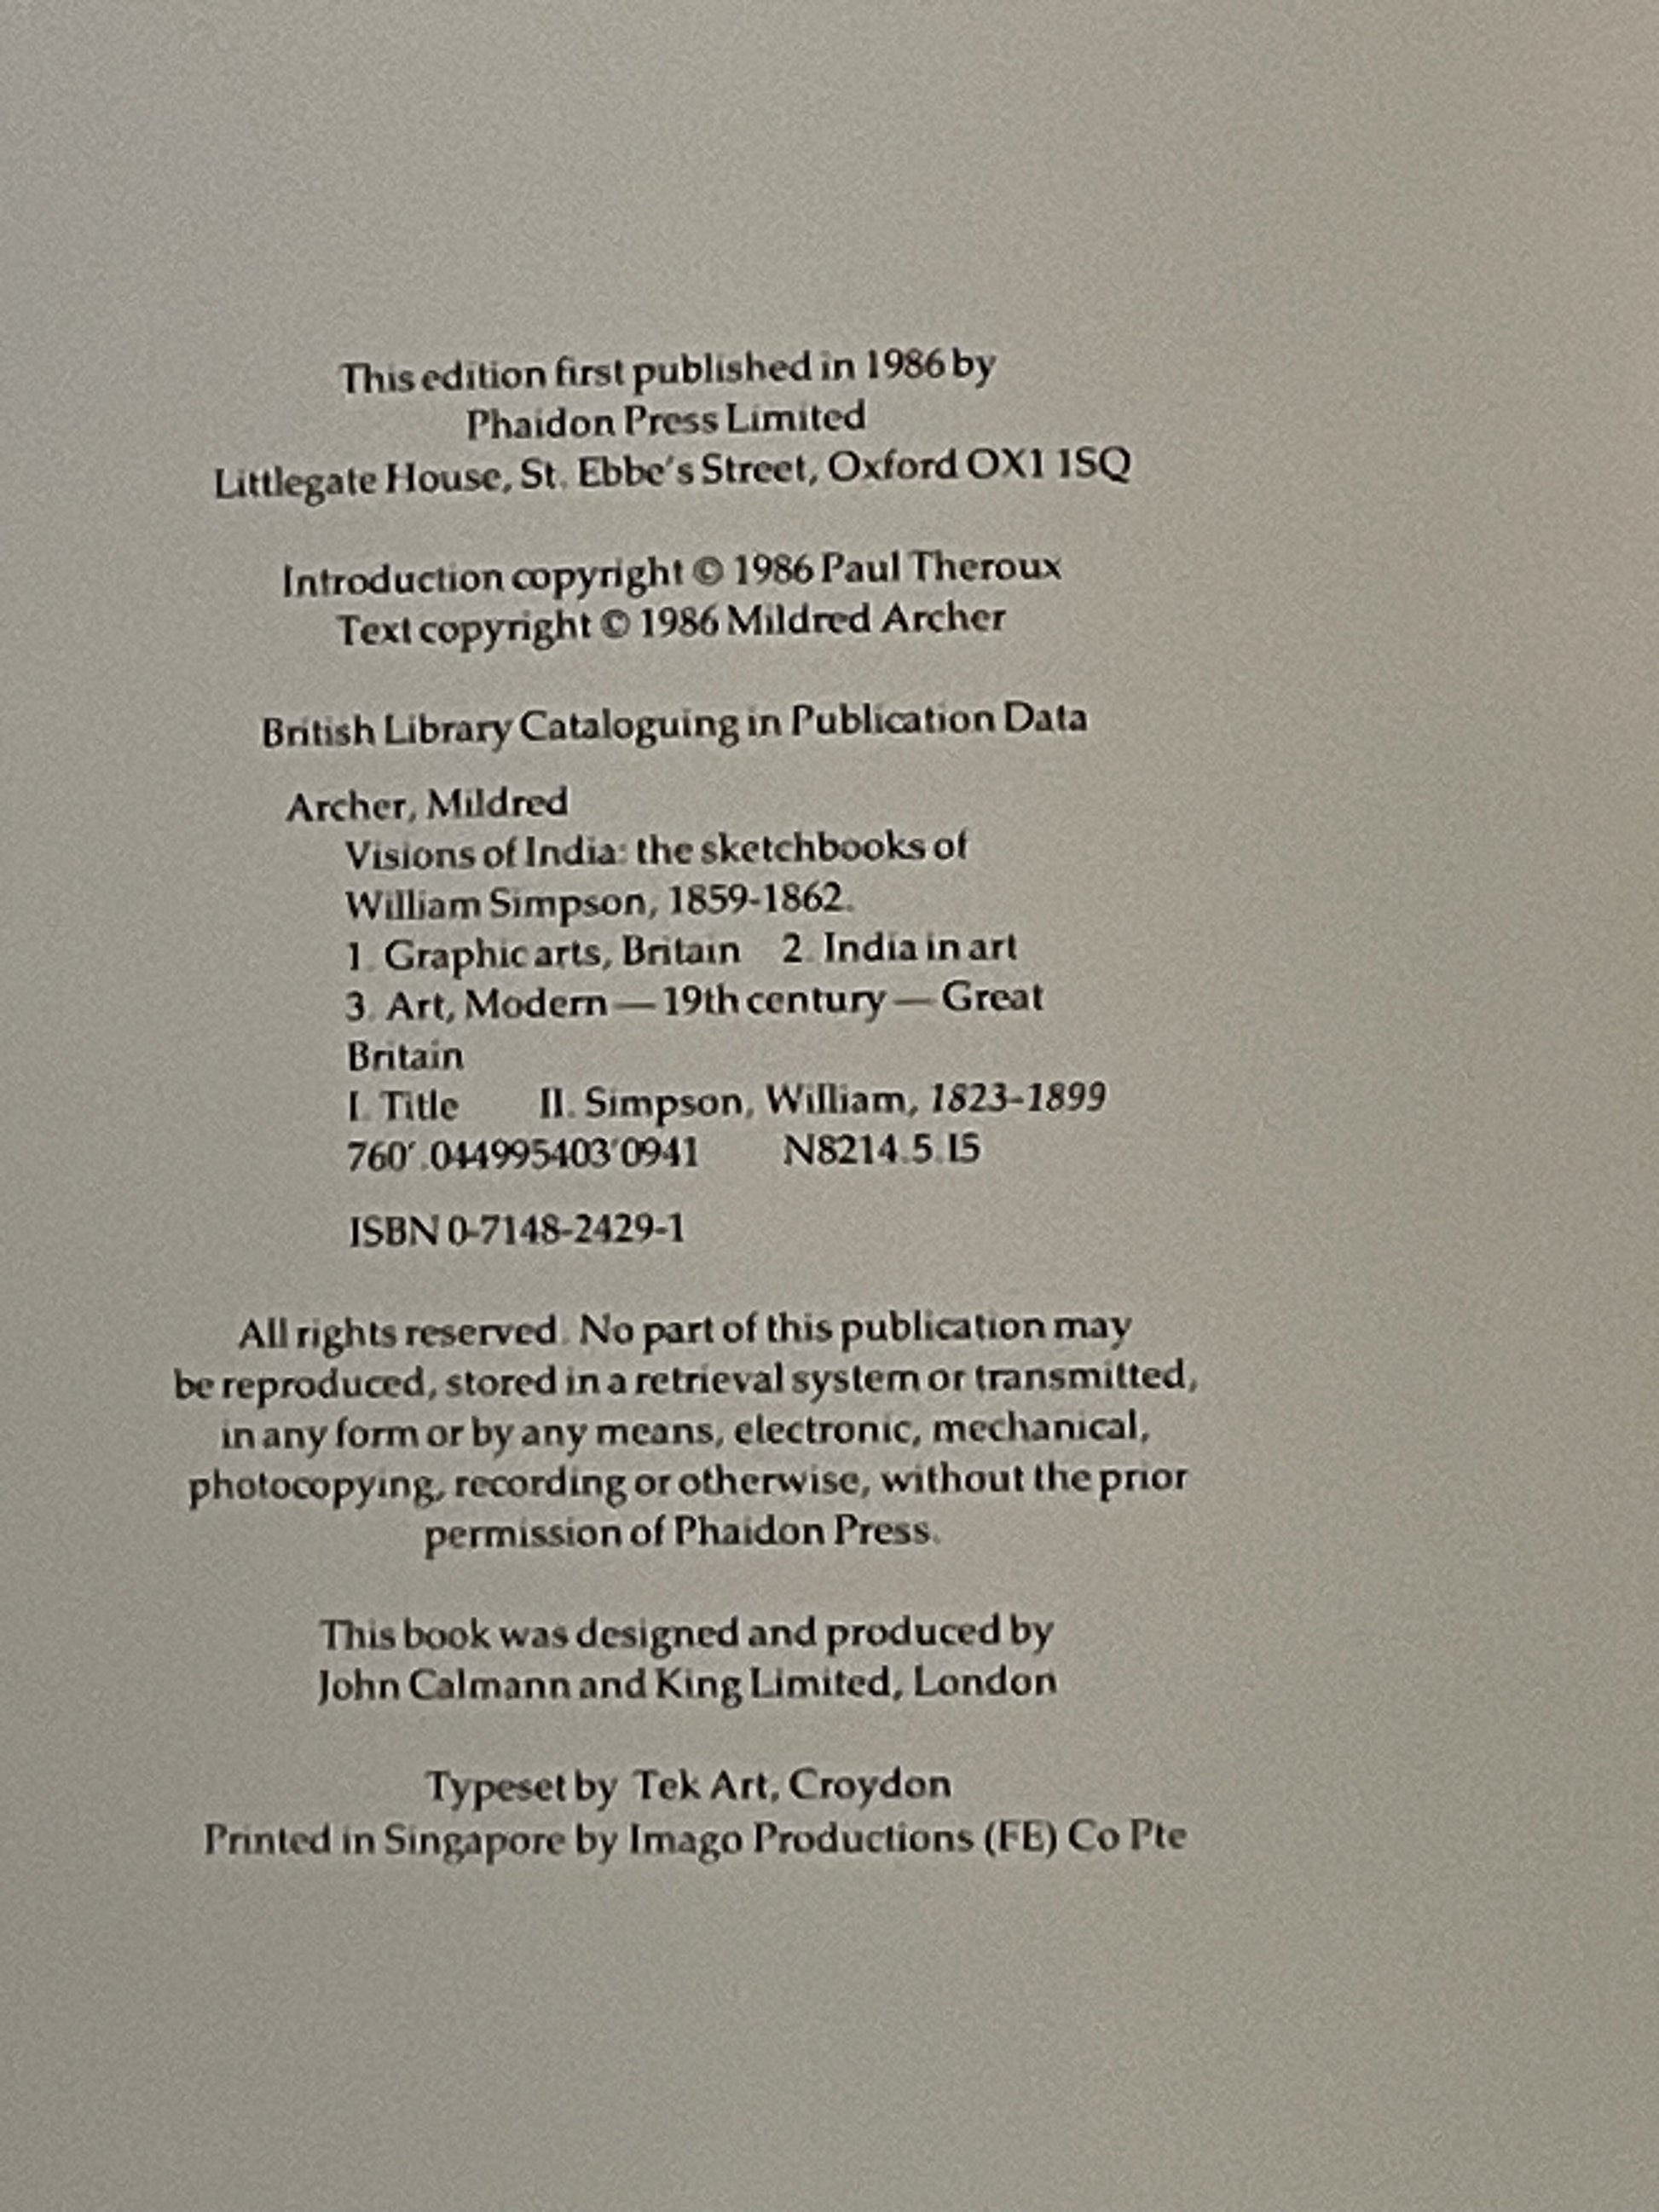 This edition first published in 1986 by
Phaidon Press Limited
Littlegate House, St. Ebbe's Street, Oxford OX1 1SQ
Introduction copyright © 1986 Paul Theroux
Text copyright © 1986 Mildred Archer
British Library Cataloguing in Publication Data
Archer, Mildred
Visions of India: the sketchbooks of
William Simpson, 1859-1862.
1. Graphic arts, Britain 2. India in art
3. Art, Modern — 19th century — Great
Britain
I. Title II. Simpson, William, 1823-1899
760'.044995403'0941 N8214.5.I5
ISBN 0-7148-2429-1
All rights reserved. No part of this publication may
be reproduced, stored in a retrieval system or transmitted,
in any form or by any means, electronic, mechanical,
photocopying, recording or otherwise, without the prior
permission of Phaidon Press.
This book was designed and produced by
John Calmann and King Limited, London
Typeset by Tek Art, Croydon
Printed in Singapore by Imago Productions (FE) Co Pte